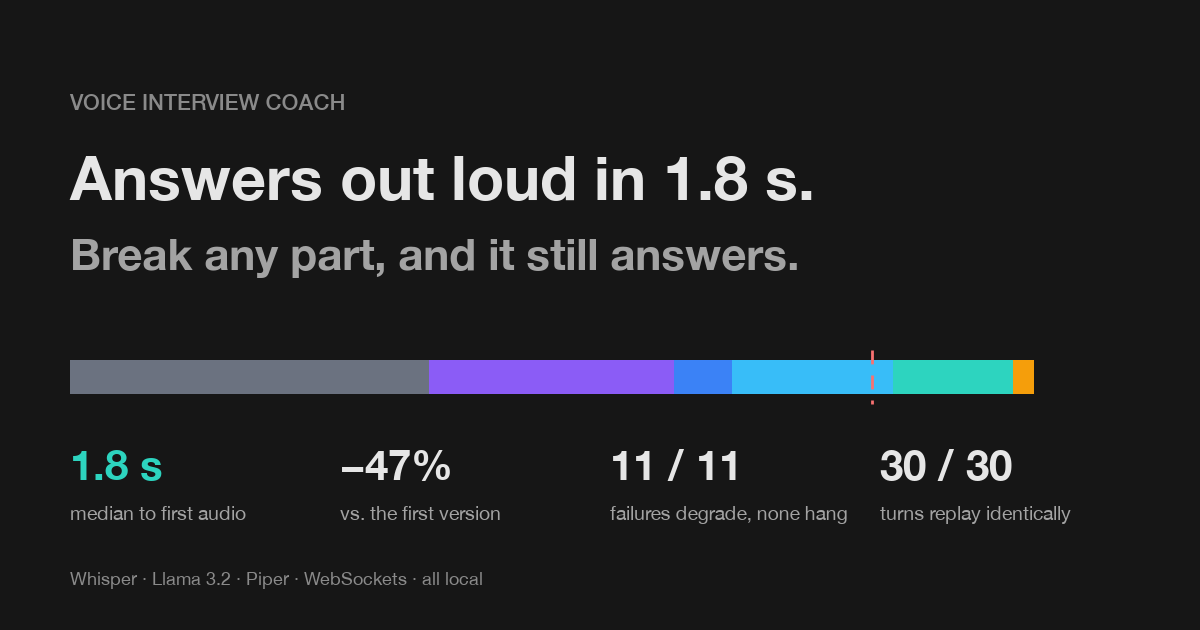 VOICE INTERVIEW COACH
Answers out loud in 1.8 s.
Break any part, and it still answers.
1.8 s
median to first audio
–47%
vs. the first version
11 / 11
failures degrade, none hang
30 / 30
turns replay identically
Whisper · Llama 3.2 · Piper · WebSockets · all local